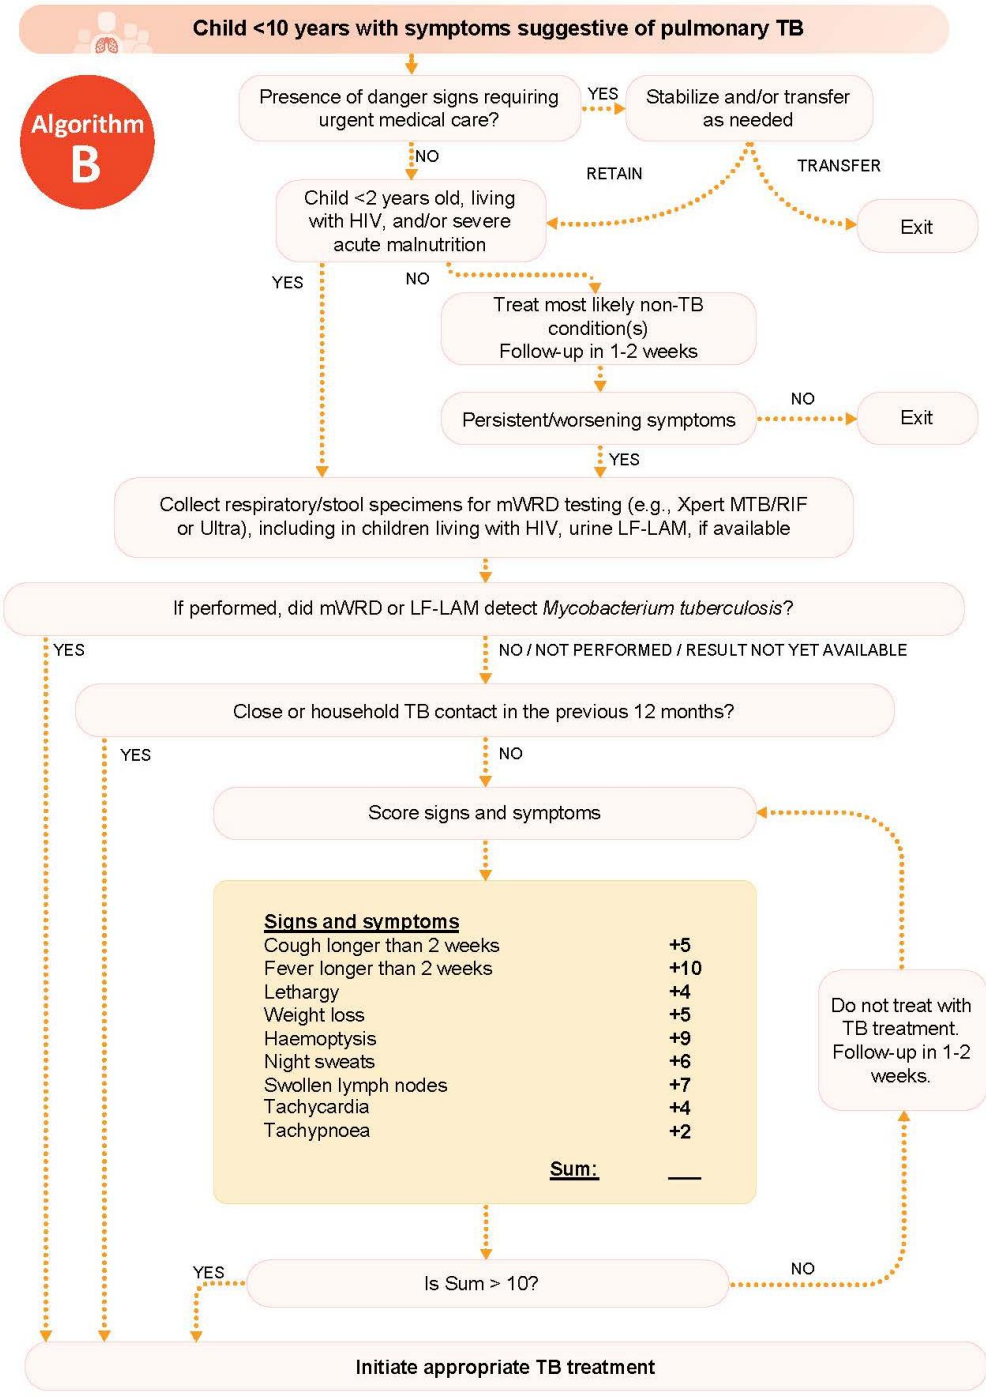 Child <10 years with symptoms suggestive of pulmonary TB
Algorithm
B
Presence of danger signs requiring
urgent medical care?
YES
Stabilize and/or transfer
as needed
NO
RETAIN
TRANSFER
Child <2 years old, living
with HIV, and/or severe
acute malnutrition
Exit
YES
NO
Treat most likely non-TB
condition(s)
Follow-up in 1-2 weeks
Persistent/worsening symptoms
NO
Exit
YES
Collect respiratory/stool specimens for mWRD testing (e.g., Xpert MTB/RIF
or Ultra), including in children living with HIV, urine LF-LAM, if available
If performed, did mWRD or LF-LAM detect Mycobacterium tuberculosis?
YES
NO / NOT PERFORMED / RESULT NOT YET AVAILABLE
Close or household TB contact in the previous 12 months?
YES
NO
Score signs and symptoms
Signs and symptoms
Cough longer than 2 weeks +5
Fever longer than 2 weeks +10
Lethargy +4
Weight loss +5
Haemoptysis +9
Night sweats +6
Swollen lymph nodes +7
Tachycardia +4
Tachypnoea +2
Sum: ___
Do not treat with
TB treatment.
Follow-up in 1-2
weeks.
YES
Is Sum > 10?
NO
Initiate appropriate TB treatment